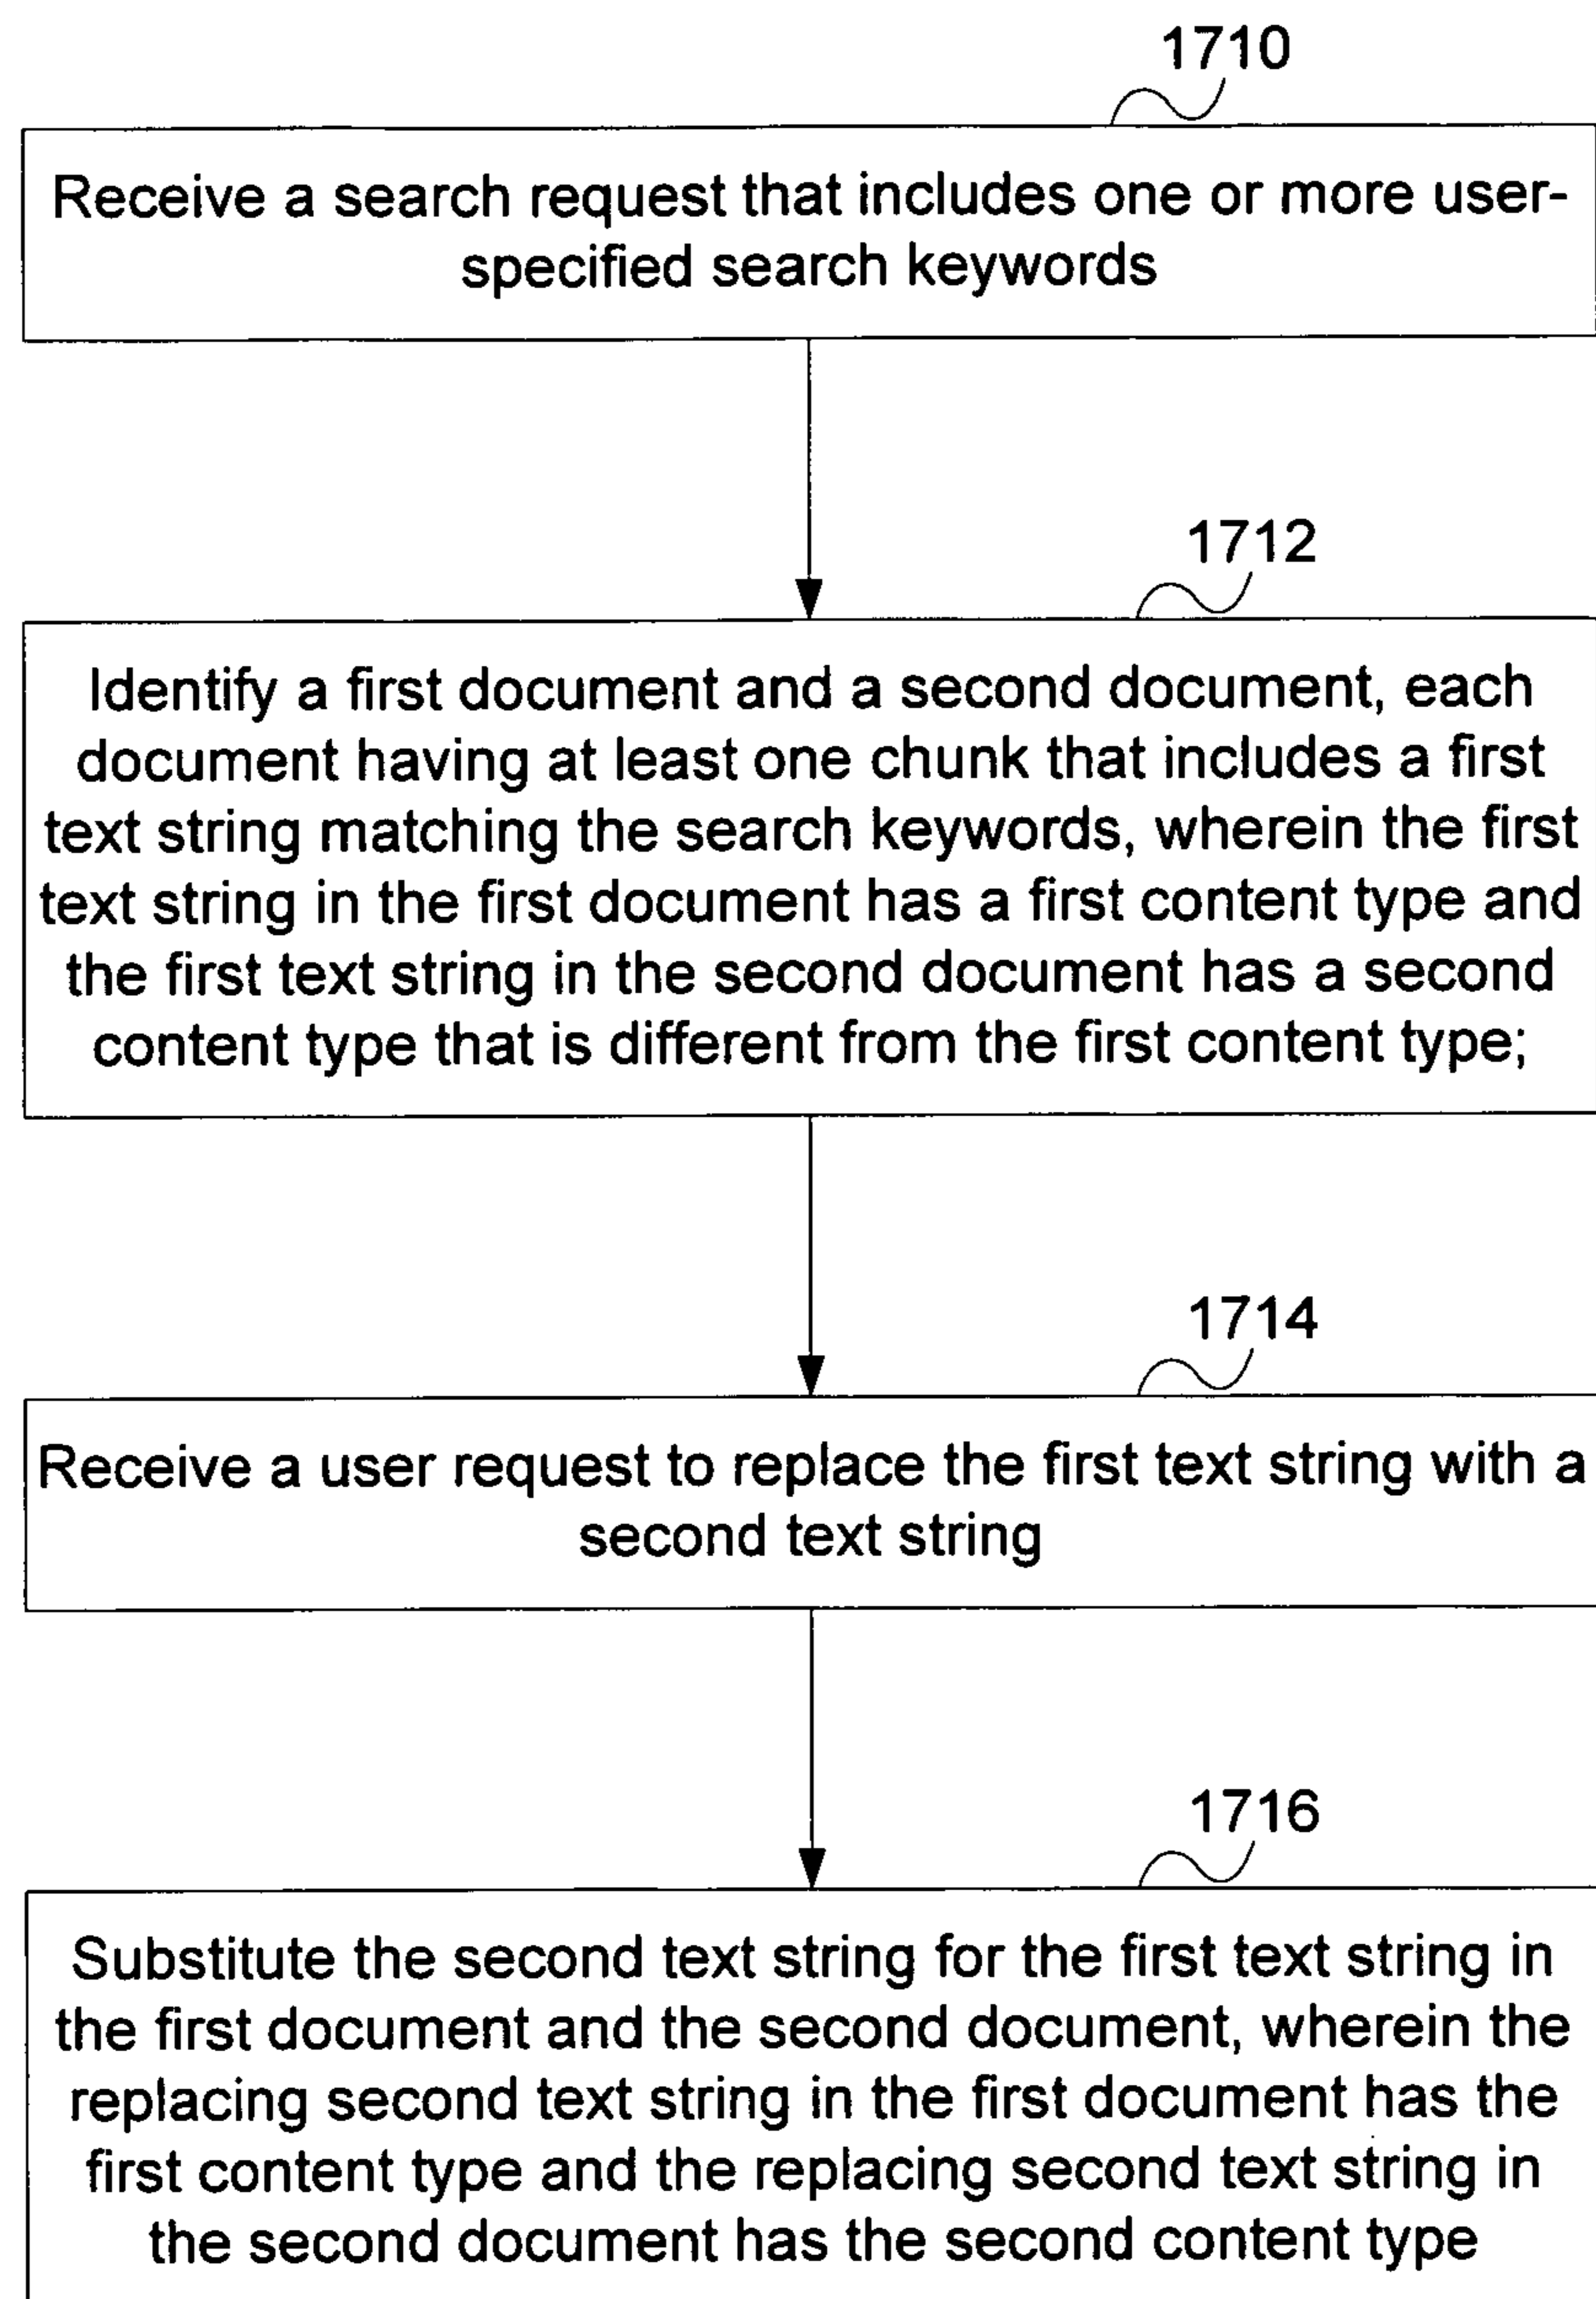 1710
Receive a search request that includes one or more user-
specified search keywords
1712
Identify a first document and a second document, each
document having at least one chunk that includes a first
text string matching the search keywords, wherein the first
text string in the first document has a first content type and
the first text string in the second document has a second
content type that is different from the first content type;
1714
Receive a user request to replace the first text string with a
second text string
1716
Substitute the second text string for the first text string in
the first document and the second document, wherein the
replacing second text string in the first document has the
first content type and the replacing second text string in
the second document has the second content type